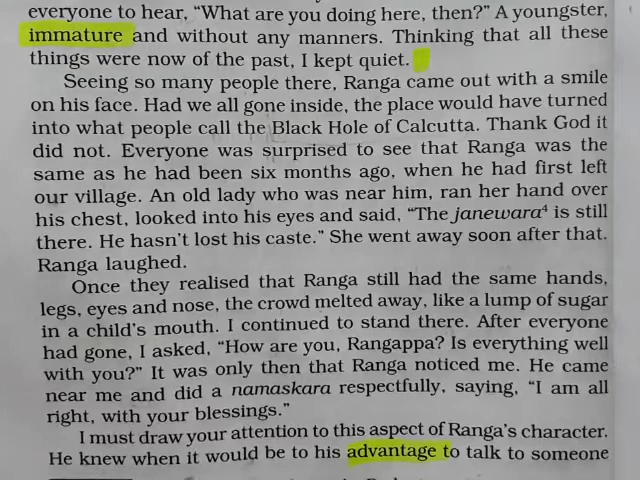 everyone to hear, “What are you doing here, then?” A youngster,
immature and without any manners. Thinking that all these
things were now of the past, I kept quiet.
Seeing so many people there, Ranga came out with a smile
on his face. Had we all gone inside, the place would have turned
into what people call the Black Hole of Calcutta. Thank God it
did not. Everyone was surprised to see that Ranga was the
same as he had been six months ago, when he had first left
our village. An old lady who was near him, ran her hand over
his chest, looked into his eyes and said, “The janewara⁴ is still
there. He hasn’t lost his caste.” She went away soon after that.
Ranga laughed.
Once they realised that Ranga still had the same hands,
legs, eyes and nose, the crowd melted away, like a lump of sugar
in a child’s mouth. I continued to stand there. After everyone
had gone, I asked, “How are you, Rangappa? Is everything well
with you?” It was only then that Ranga noticed me. He came
near me and did a namaskara respectfully, saying, “I am all
right, with your blessings.”
I must draw your attention to this aspect of Ranga’s character.
He knew when it would be to his advantage to talk to someone